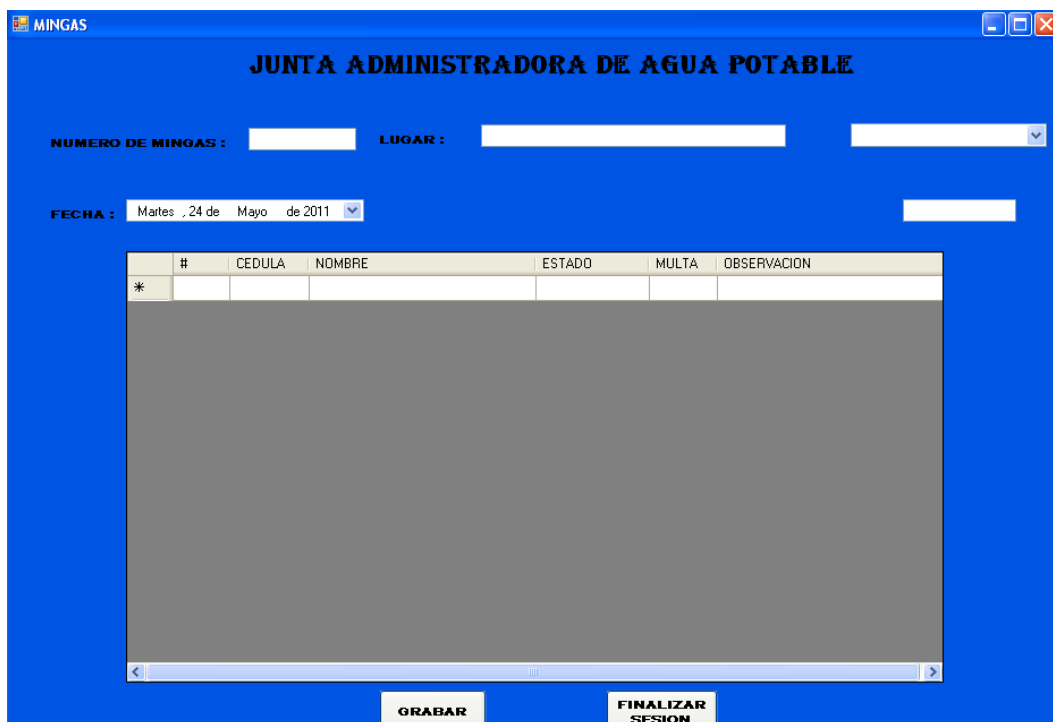 MINGAS
JUNTA ADMINISTRADORA DE AGUA POTABLE
NUMERO DE MINGAS :
LUGAR :
FECHA : Martes , 24 de Mayo de 2011
# CEDULA NOMBRE ESTADO MULTA OBSERVACION
GRABAR
FINALIZAR
SESION